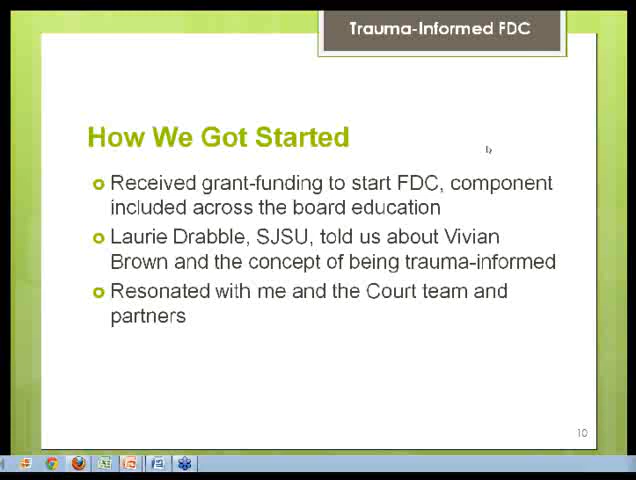 Trauma-Informed FDC
How We Got Started
Received grant-funding to start FDC, component
included across the board education
Laurie Drabble, SJSU, told us about Vivian
Brown and the concept of being trauma-informed
Resonated with me and the Court team and
partners
10